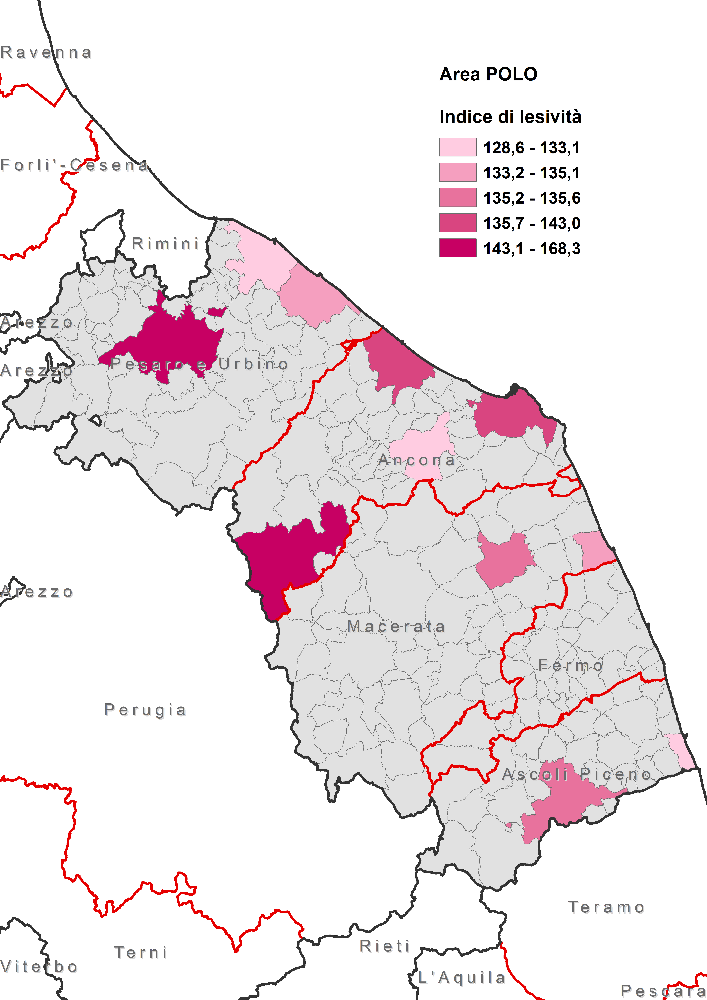 Ravenna
Area POLO
Indice di lesività
128,6 - 133,1
133,2 - 135,1
135,2 - 135,6
135,7 - 143,0
143,1 - 168,3
Forli'-Cesena
Rimini
Arezzo
Pesaro e Urbino
Arezzo
Ancona
Arezzo
Macerata
Fermo
Perugia
Ascoli Piceno
Teramo
Rieti
Terni
Viterbo
L'Aquila
Pescara